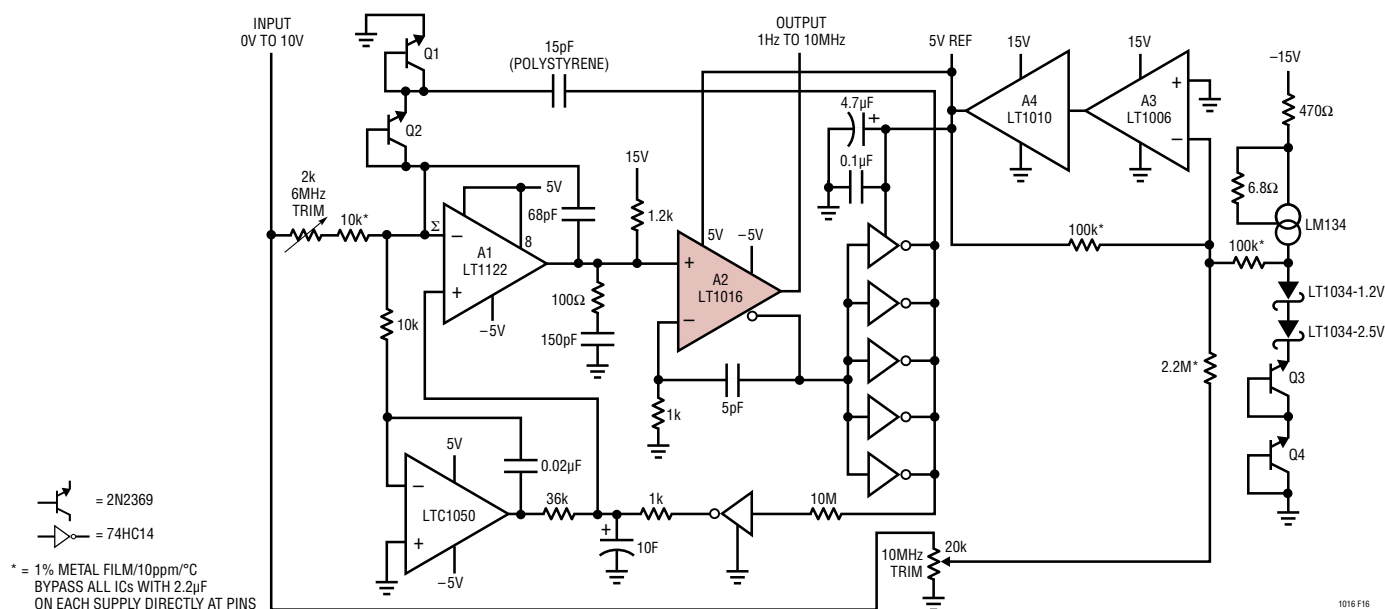 INPUT
0V TO 10V
OUTPUT
1Hz TO 10MHz
5V REF
15V
15V
–15V
Q1
15pF
(POLYSTYRENE)
A4
LT1010
A3
LT1006
+
–
470Ω
4.7µF
+
0.1µF
Q2
15V
6.8Ω
LM134
2k
6MHz
TRIM
10k*
Σ
–
+
5V
8
A1
LT1122
–5V
68pF
1.2k
5V
–5V
+
–
A2
LT1016
100k*
100k*
LT1034-1.2V
LT1034-2.5V
10k
100Ω
150pF
5pF
1k
2.2M*
Q3
Q4
5V
–
+
LTC1050
–5V
0.02µF
36k
1k
10M
+
10F
10MHz
TRIM
20k
= 2N2369
= 74HC14
* = 1% METAL FILM/10ppm/°C
BYPASS ALL ICs WITH 2.2µF
ON EACH SUPPLY DIRECTLY AT PINS
1016 F16